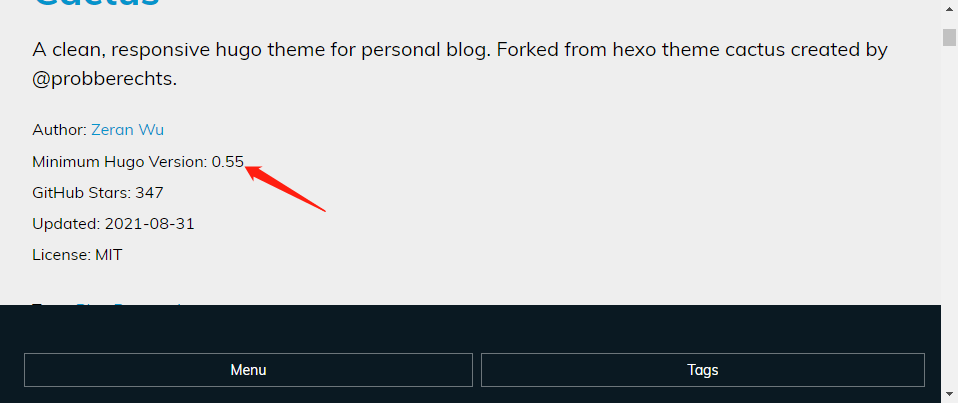 Cactus
A clean, responsive hugo theme for personal blog. Forked from hexo theme cactus created by
@probberechts.
Author: Zeran Wu
Minimum Hugo Version: 0.55
GitHub Stars: 347
Updated: 2021-08-31
License: MIT
Menu
Tags